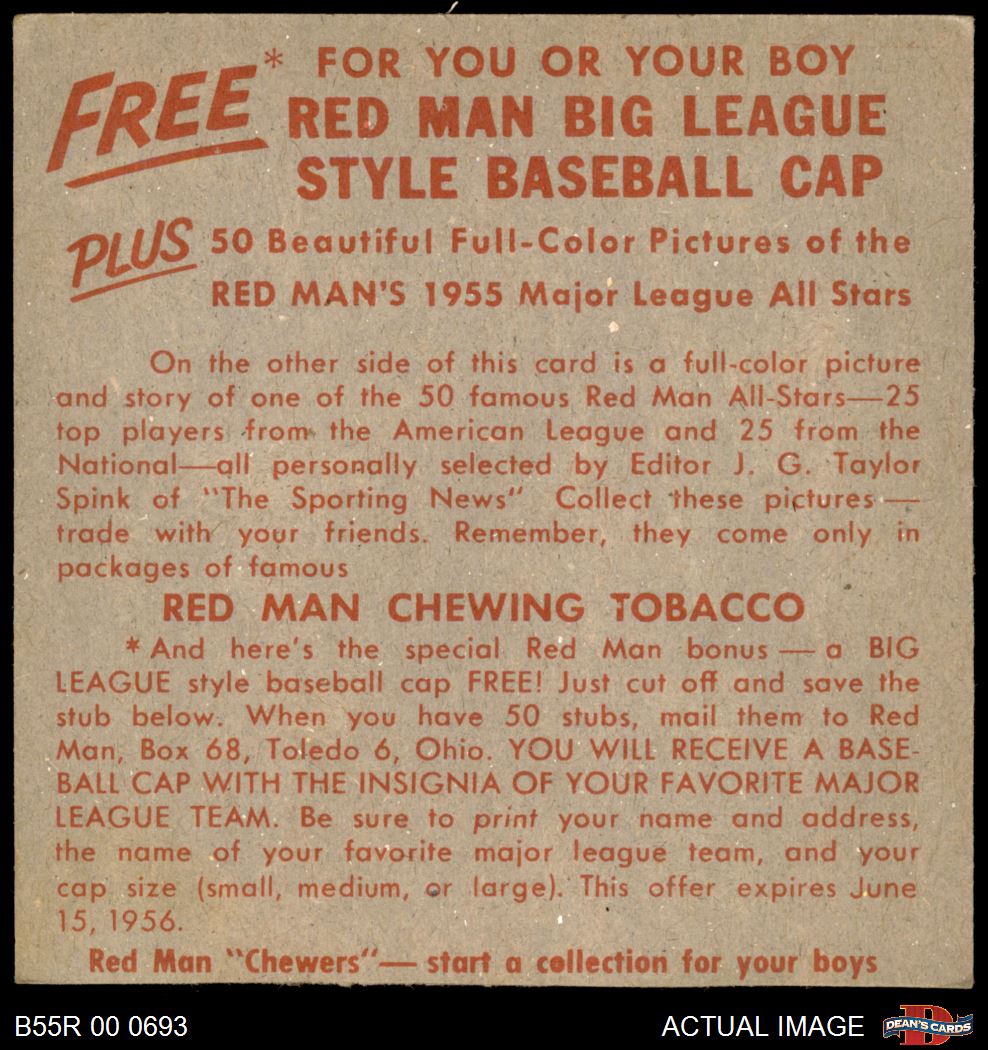 FREE* FOR YOU OR YOUR BOY
RED MAN BIG LEAGUE
STYLE BASEBALL CAP
PLUS 50 Beautiful Full-Color Pictures of the
RED MAN'S 1955 Major League All Stars
On the other side of this card is a full-color picture
and story of one of the 50 famous Red Man All-Stars—25
top players from the American League and 25 from the
National—all personally selected by Editor J. G. Taylor
Spink of "The Sporting News" Collect these pictures—
trade with your friends. Remember, they come only in
packages of famous
RED MAN CHEWING TOBACCO
*And here's the special Red Man bonus — a BIG
LEAGUE style baseball cap FREE! Just cut off and save the
stub below. When you have 50 stubs, mail them to Red
Man, Box 68, Toledo 6, Ohio. YOU WILL RECEIVE A BASE-
BALL CAP WITH THE INSIGNIA OF YOUR FAVORITE MAJOR
LEAGUE TEAM. Be sure to print your name and address,
the name of your favorite major league team, and your
cap size (small, medium, or large). This offer expires June
15, 1956.
Red Man "Chewers"— start a collection for your boys
B55R 00 0693
ACTUAL IMAGE
DEAN'S CARDS